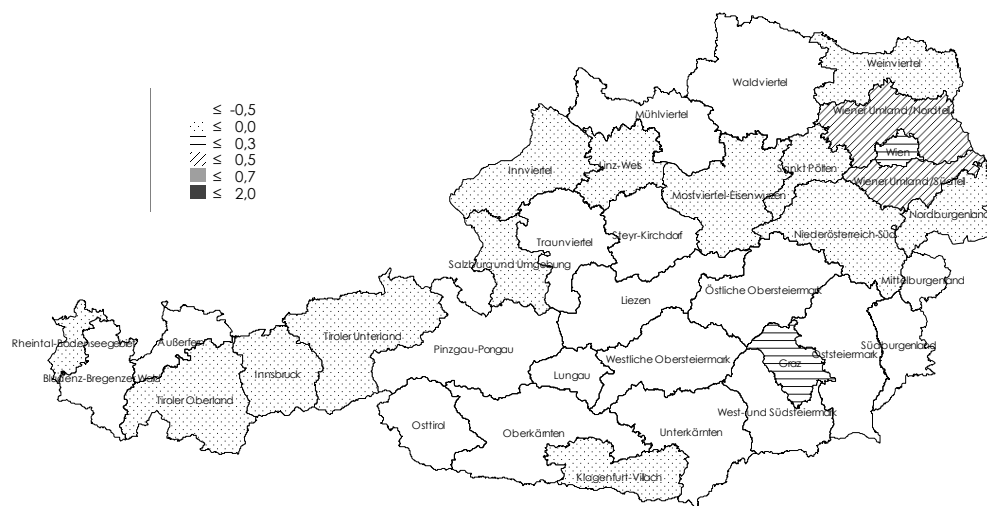 Weinviertel
Waldviertel
≤ -0,5
≤ 0,0
≤ 0,3
≤ 0,5
≤ 0,7
≤ 2,0
Mühlviertel
Wiener Umland/Nordteil
Wien
Linz-Wels
Innviertel
Sankt Pölten
Wiener Umland/Südteil
Mostviertel-Eisenwurzen
Nordburgenland
Steyr-Kirchdorf
Niederösterreich-Süd
Traunviertel
Salzburg und Umgebung
Mittelburgenland
Östliche Obersteiermark
Liezen
Tiroler Unterland
Rheintal-Bodenseegebiet
Außerfern
Pinzgau-Pongau
Südburgenland
Oststeiermark
Westliche Obersteiermark
Graz
Bludenz-Bregenzer Wald
Innsbruck
Lungau
Tiroler Oberland
West- und Südsteiermark
Osttirol
Oberkärnten
Unterkärnten
Klagenfurt-Villach